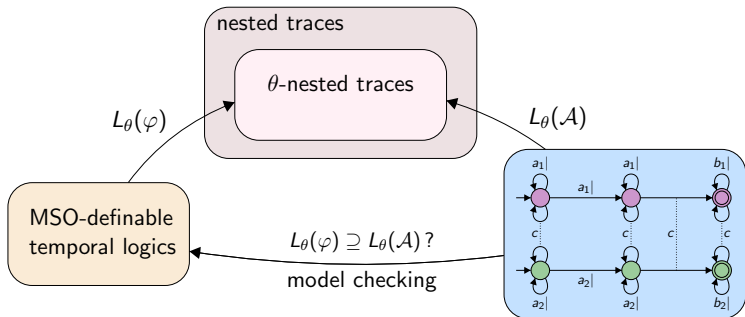 nested traces
θ-nested traces
L_θ(φ)
L_θ(𝒜)
a₁| a₁| b₁|
a₁|
MSO-definable
temporal logics
L_θ(φ) ⊇ L_θ(𝒜) ?
model checking
c c c c
a₂|
a₂| a₂| b₂|